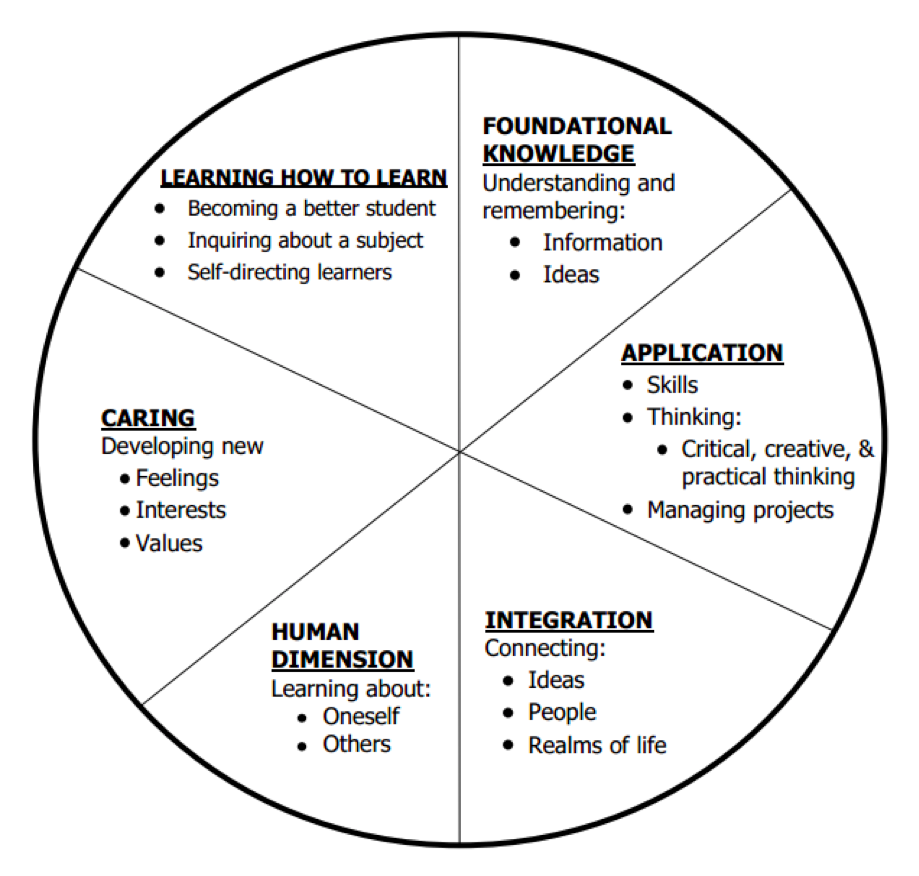 FOUNDATIONAL
KNOWLEDGE
Understanding and
remembering:
• Information
• Ideas
APPLICATION
• Skills
• Thinking:
• Critical, creative, &
practical thinking
• Managing projects
INTEGRATION
Connecting:
• Ideas
• People
• Realms of life
HUMAN
DIMENSION
Learning about:
• Oneself
• Others
CARING
Developing new
• Feelings
• Interests
• Values
LEARNING HOW TO LEARN
• Becoming a better student
• Inquiring about a subject
• Self-directing learners